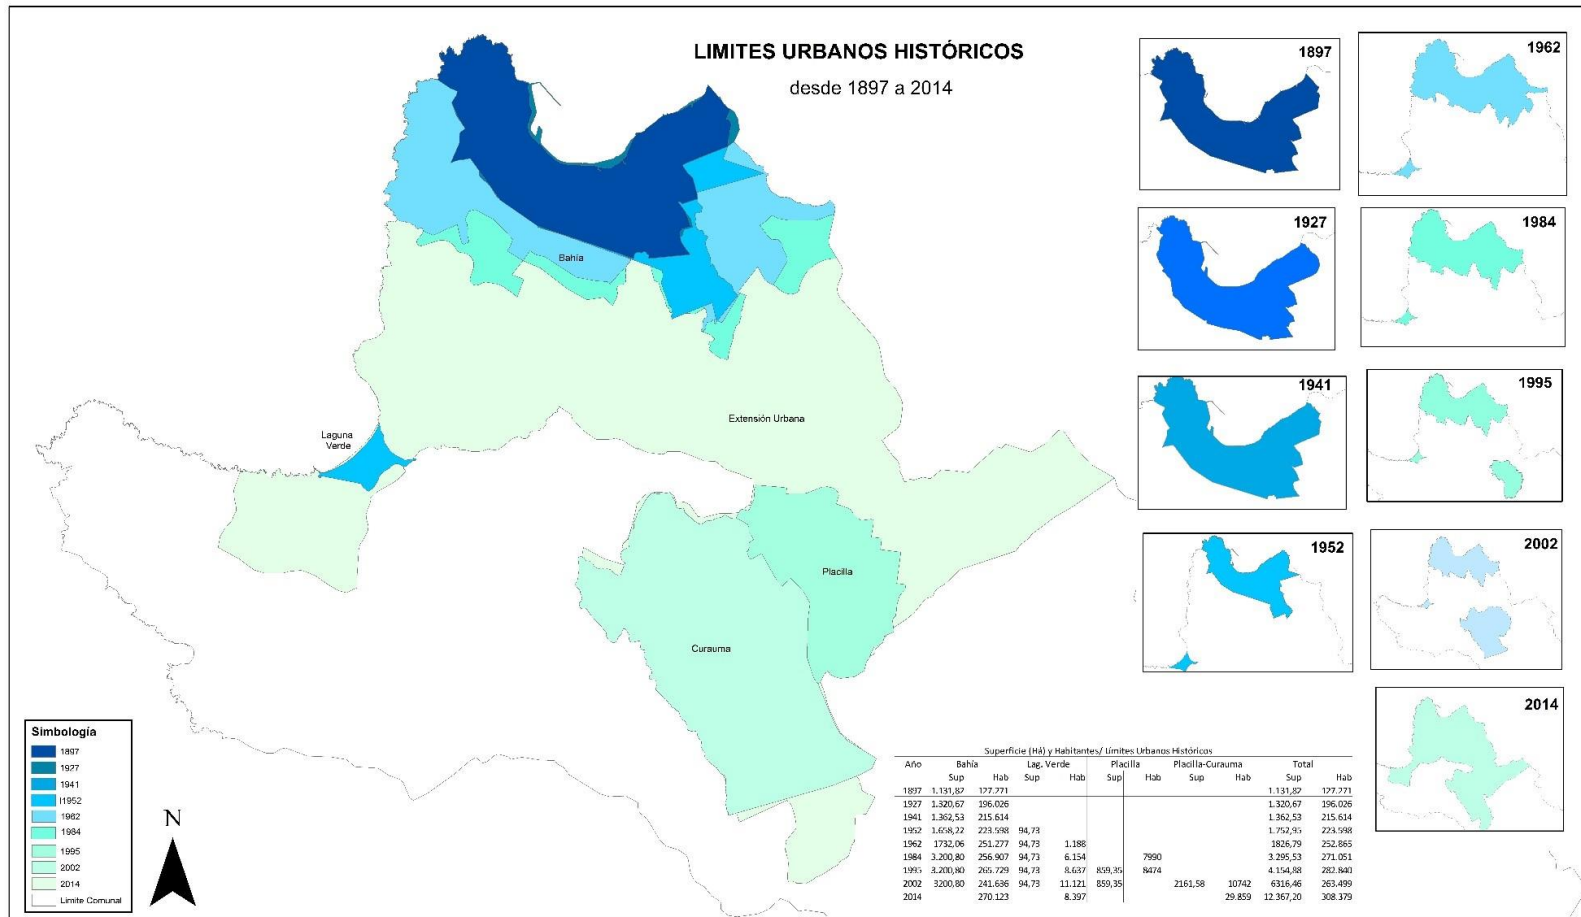 LIMITES URBANOS HISTÓRICOS
desde 1897 a 2014
Bahía
Laguna
Verde
Extensión Urbana
Placilla
Curauma
1897
1962
1927
1984
1941
1995
1952
2002
2014
Simbología
1897
1927
1941
I1952
1962
1984
1995
2002
2014
Limite Comunal
N
Superficie (Há) y Habitantes/ Límites Urbanos Históricos
Año Bahía Lag. Verde Placilla Placilla-Curauma Total
Sup Hab Sup Hab Sup Hab Sup Hab Sup Hab
1897 1.131,82 127.771 1.131,82 127.771
1927 1.320,67 196.026 1.320,67 196.026
1941 1.362,53 215.614 1.362,53 215.614
1952 1.658,22 223.598 94,73 1.752,95 223.598
1962 1732,06 251.277 94,73 1.188 1826,79 252.865
1984 3.200,80 256.907 94,73 6.154 7990 3.295,53 271.051
1995 3.200,80 265.729 94,73 8.637 859,35 8474 4.154,88 282.840
2002 3200,80 241.636 94,73 11.121 859,35 2161,58 10742 6316,46 263.499
2014 270.123 8.397 29.859 12.367,20 308.379